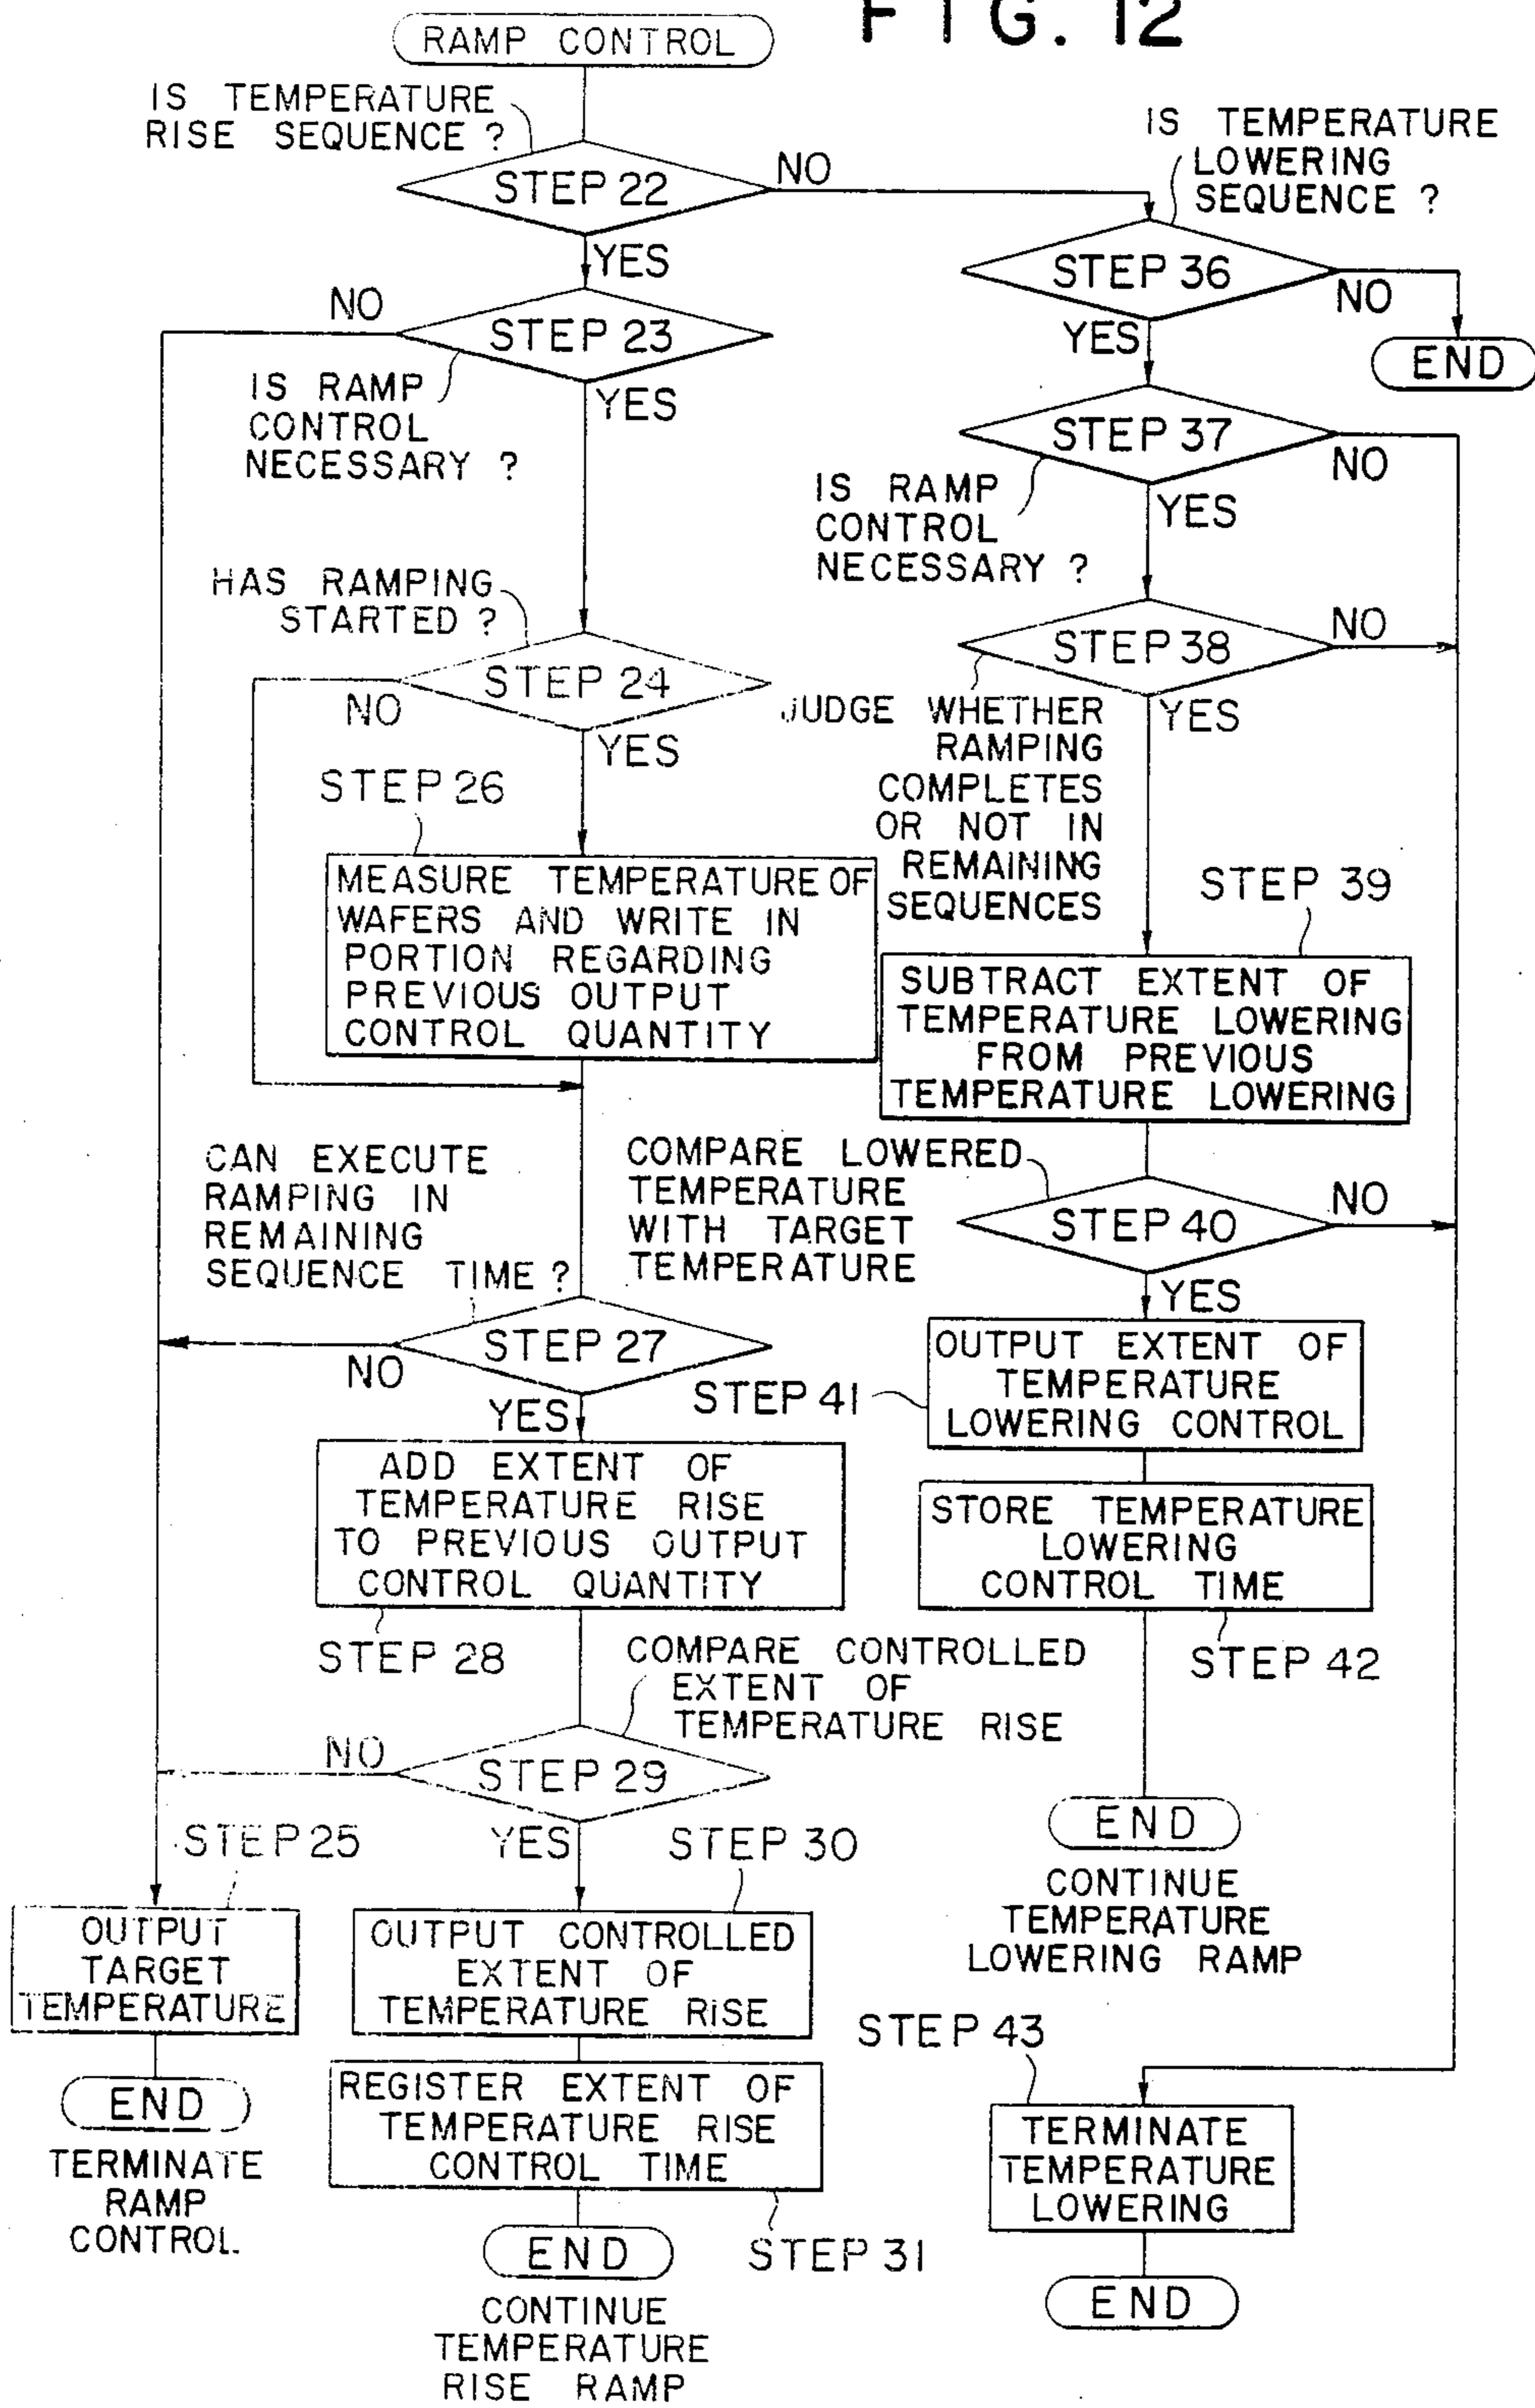 FIG. 12
RAMP CONTROL
IS TEMPERATURE
RISE SEQUENCE ?
STEP 22
NO
YES
IS TEMPERATURE
LOWERING
SEQUENCE ?
STEP 36
NO
YES
END
NO
STEP 23
YES
IS RAMP
CONTROL
NECESSARY ?
STEP 37
NO
YES
IS RAMP
CONTROL
NECESSARY ?
HAS RAMPING
STARTED ?
STEP 24
NO
YES
STEP 38
NO
YES
JUDGE WHETHER
RAMPING
COMPLETES
OR NOT IN
REMAINING
SEQUENCES
STEP 26
MEASURE TEMPERATURE OF
WAFERS AND WRITE IN
PORTION REGARDING
PREVIOUS OUTPUT
CONTROL QUANTITY
STEP 39
SUBTRACT EXTENT OF
TEMPERATURE LOWERING
FROM PREVIOUS
TEMPERATURE LOWERING
CAN EXECUTE
RAMPING IN
REMAINING
SEQUENCE TIME ?
COMPARE LOWERED
TEMPERATURE
WITH TARGET
TEMPERATURE
STEP 40
NO
YES
STEP 27
NO
YES
STEP 41
OUTPUT EXTENT OF
TEMPERATURE
LOWERING CONTROL
ADD EXTENT OF
TEMPERATURE RISE
TO PREVIOUS OUTPUT
CONTROL QUANTITY
STEP 28
STORE TEMPERATURE
LOWERING
CONTROL TIME
STEP 42
COMPARE CONTROLLED
EXTENT OF
TEMPERATURE RISE
NO
STEP 29
YES
END
CONTINUE
TEMPERATURE
LOWERING RAMP
STEP 25
OUTPUT
TARGET
TEMPERATURE
END
TERMINATE
RAMP
CONTROL
STEP 30
OUTPUT CONTROLLED
EXTENT OF
TEMPERATURE RISE
REGISTER EXTENT OF
TEMPERATURE RISE
CONTROL TIME
STEP 31
END
CONTINUE
TEMPERATURE
RISE RAMP
STEP 43
TERMINATE
TEMPERATURE
LOWERING
END